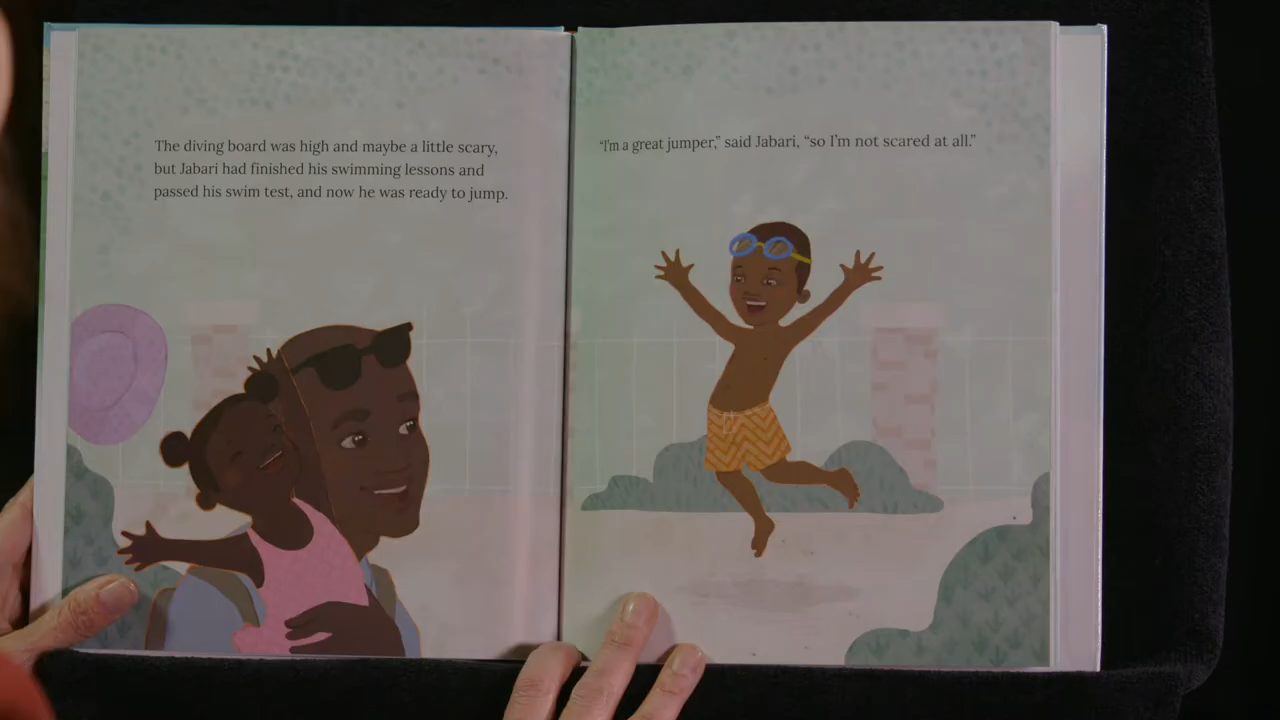 The diving board was high and maybe a little scary,
but Jabari had finished his swimming lessons and
passed his swim test, and now he was ready to jump.
“I’m a great jumper,” said Jabari, “so I’m not scared at all.”